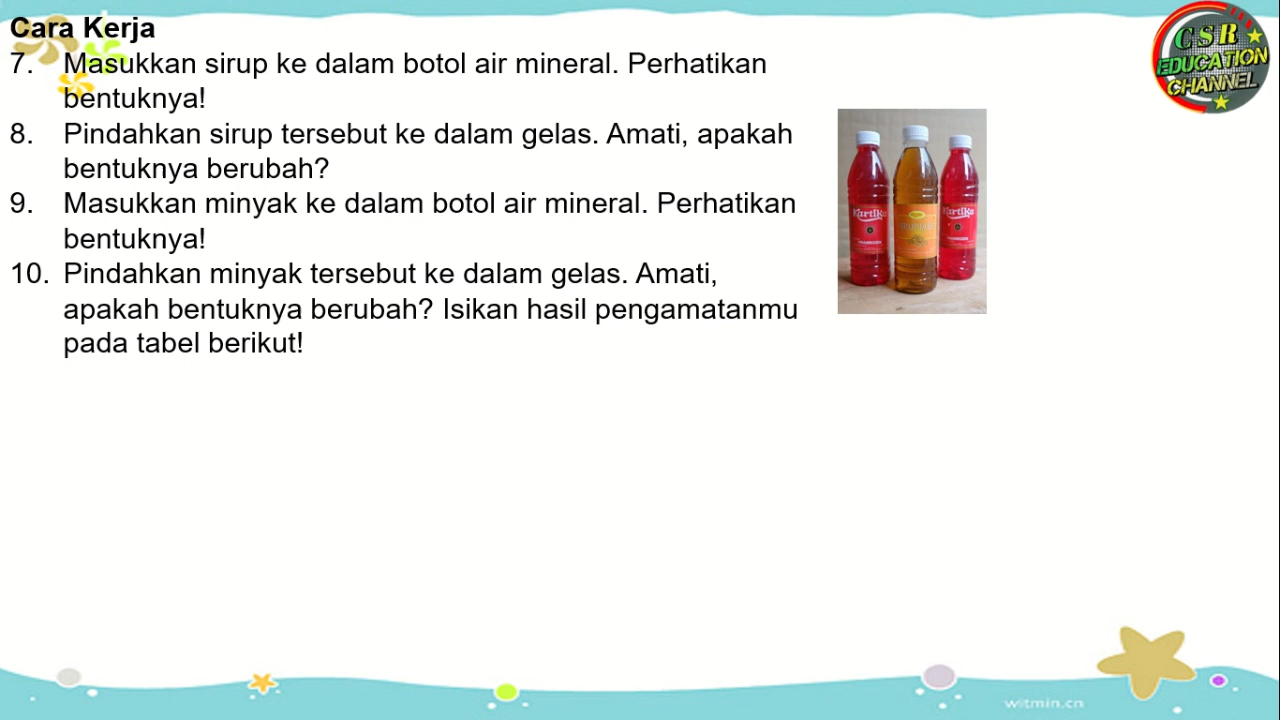 Cara Kerja
7. Masukkan sirup ke dalam botol air mineral. Perhatikan
bentuknya!
8. Pindahkan sirup tersebut ke dalam gelas. Amati, apakah
bentuknya berubah?
9. Masukkan minyak ke dalam botol air mineral. Perhatikan
bentuknya!
10. Pindahkan minyak tersebut ke dalam gelas. Amati,
apakah bentuknya berubah? Isikan hasil pengamatanmu
pada tabel berikut!
CSR
EDUCATION
CHANNEL
Kartika
Kartika
witmin.cn